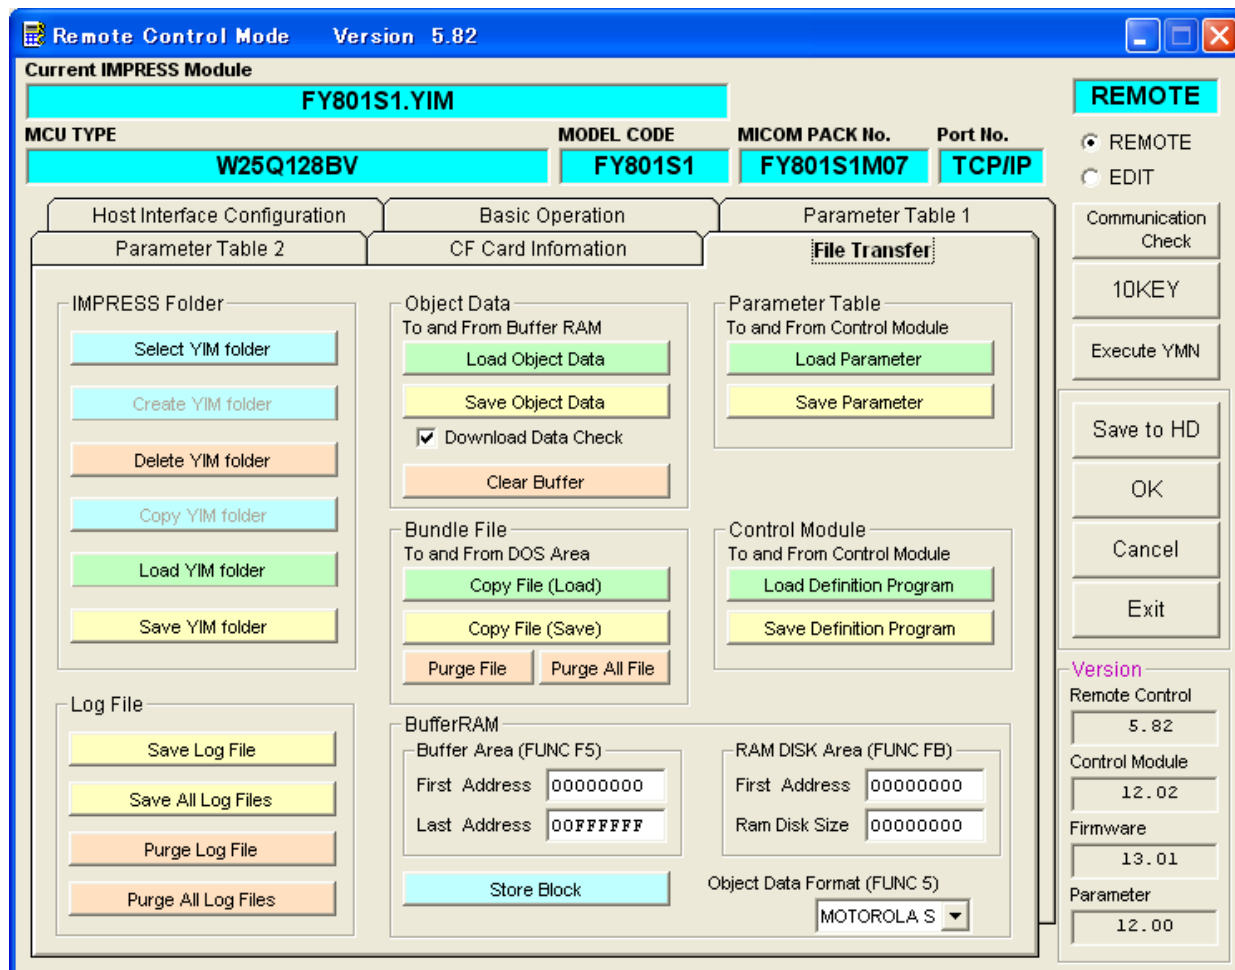 Remote Control Mode Version 5.82
Current IMPRESS Module
FY801S1.YIM
REMOTE
MCU TYPE MODEL CODE MICOM PACK No. Port No.
W25Q128BV FY801S1 FY801S1M07 TCP/IP
REMOTE
EDIT
Host Interface Configuration Basic Operation Parameter Table 1
Parameter Table 2 CF Card Infomation File Transfer
Communication
Check
10KEY
Execute YMN
Save to HD
OK
Cancel
Exit
IMPRESS Folder
Select YIM folder
Create YIM folder
Delete YIM folder
Copy YIM folder
Load YIM folder
Save YIM folder
Object Data
To and From Buffer RAM
Load Object Data
Save Object Data
Download Data Check
Clear Buffer
Parameter Table
To and From Control Module
Load Parameter
Save Parameter
Bundle File
To and From DOS Area
Copy File (Load)
Copy File (Save)
Purge File Purge All File
Control Module
To and From Control Module
Load Definition Program
Save Definition Program
Log File
Save Log File
Save All Log Files
Purge Log File
Purge All Log Files
BufferRAM
Buffer Area (FUNC F5)
First Address 00000000
Last Address 00FFFFFF
RAM DISK Area (FUNC FB)
First Address 00000000
Ram Disk Size 00000000
Store Block
Object Data Format (FUNC 5)
MOTOROLA S
Version
Remote Control
5.82
Control Module
12.02
Firmware
13.01
Parameter
12.00